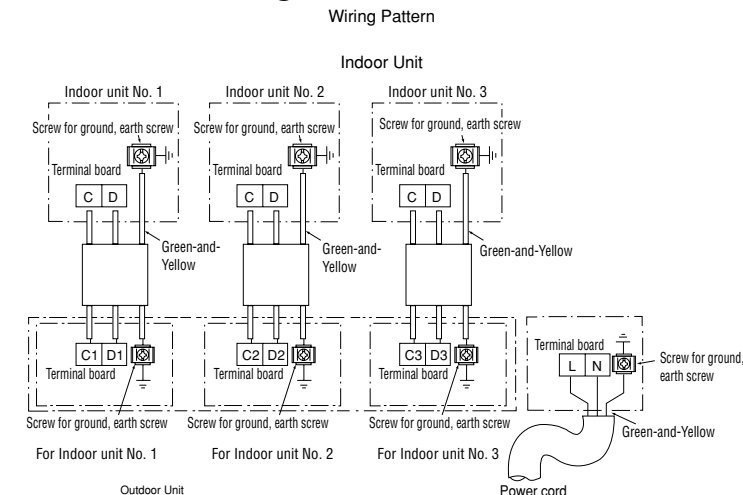 Wiring Pattern
Indoor Unit
Indoor unit No. 1
Indoor unit No. 2
Indoor unit No. 3
Screw for ground, earth screw
Screw for ground, earth screw
Screw for ground, earth screw
Terminal board
Terminal board
Terminal board
C D
C D
C D
Green-and-
Yellow
Green-and-
Yellow
Green-and-Yellow
C1 D1
C2 D2
C3 D3
Terminal board
Terminal board
Terminal board
Terminal board
L N
Screw for ground,
earth screw
Screw for ground, earth screw
Screw for ground, earth screw
Screw for ground, earth screw
Green-and-Yellow
For Indoor unit No. 1
For Indoor unit No. 2
For Indoor unit No. 3
Outdoor Unit
Power cord